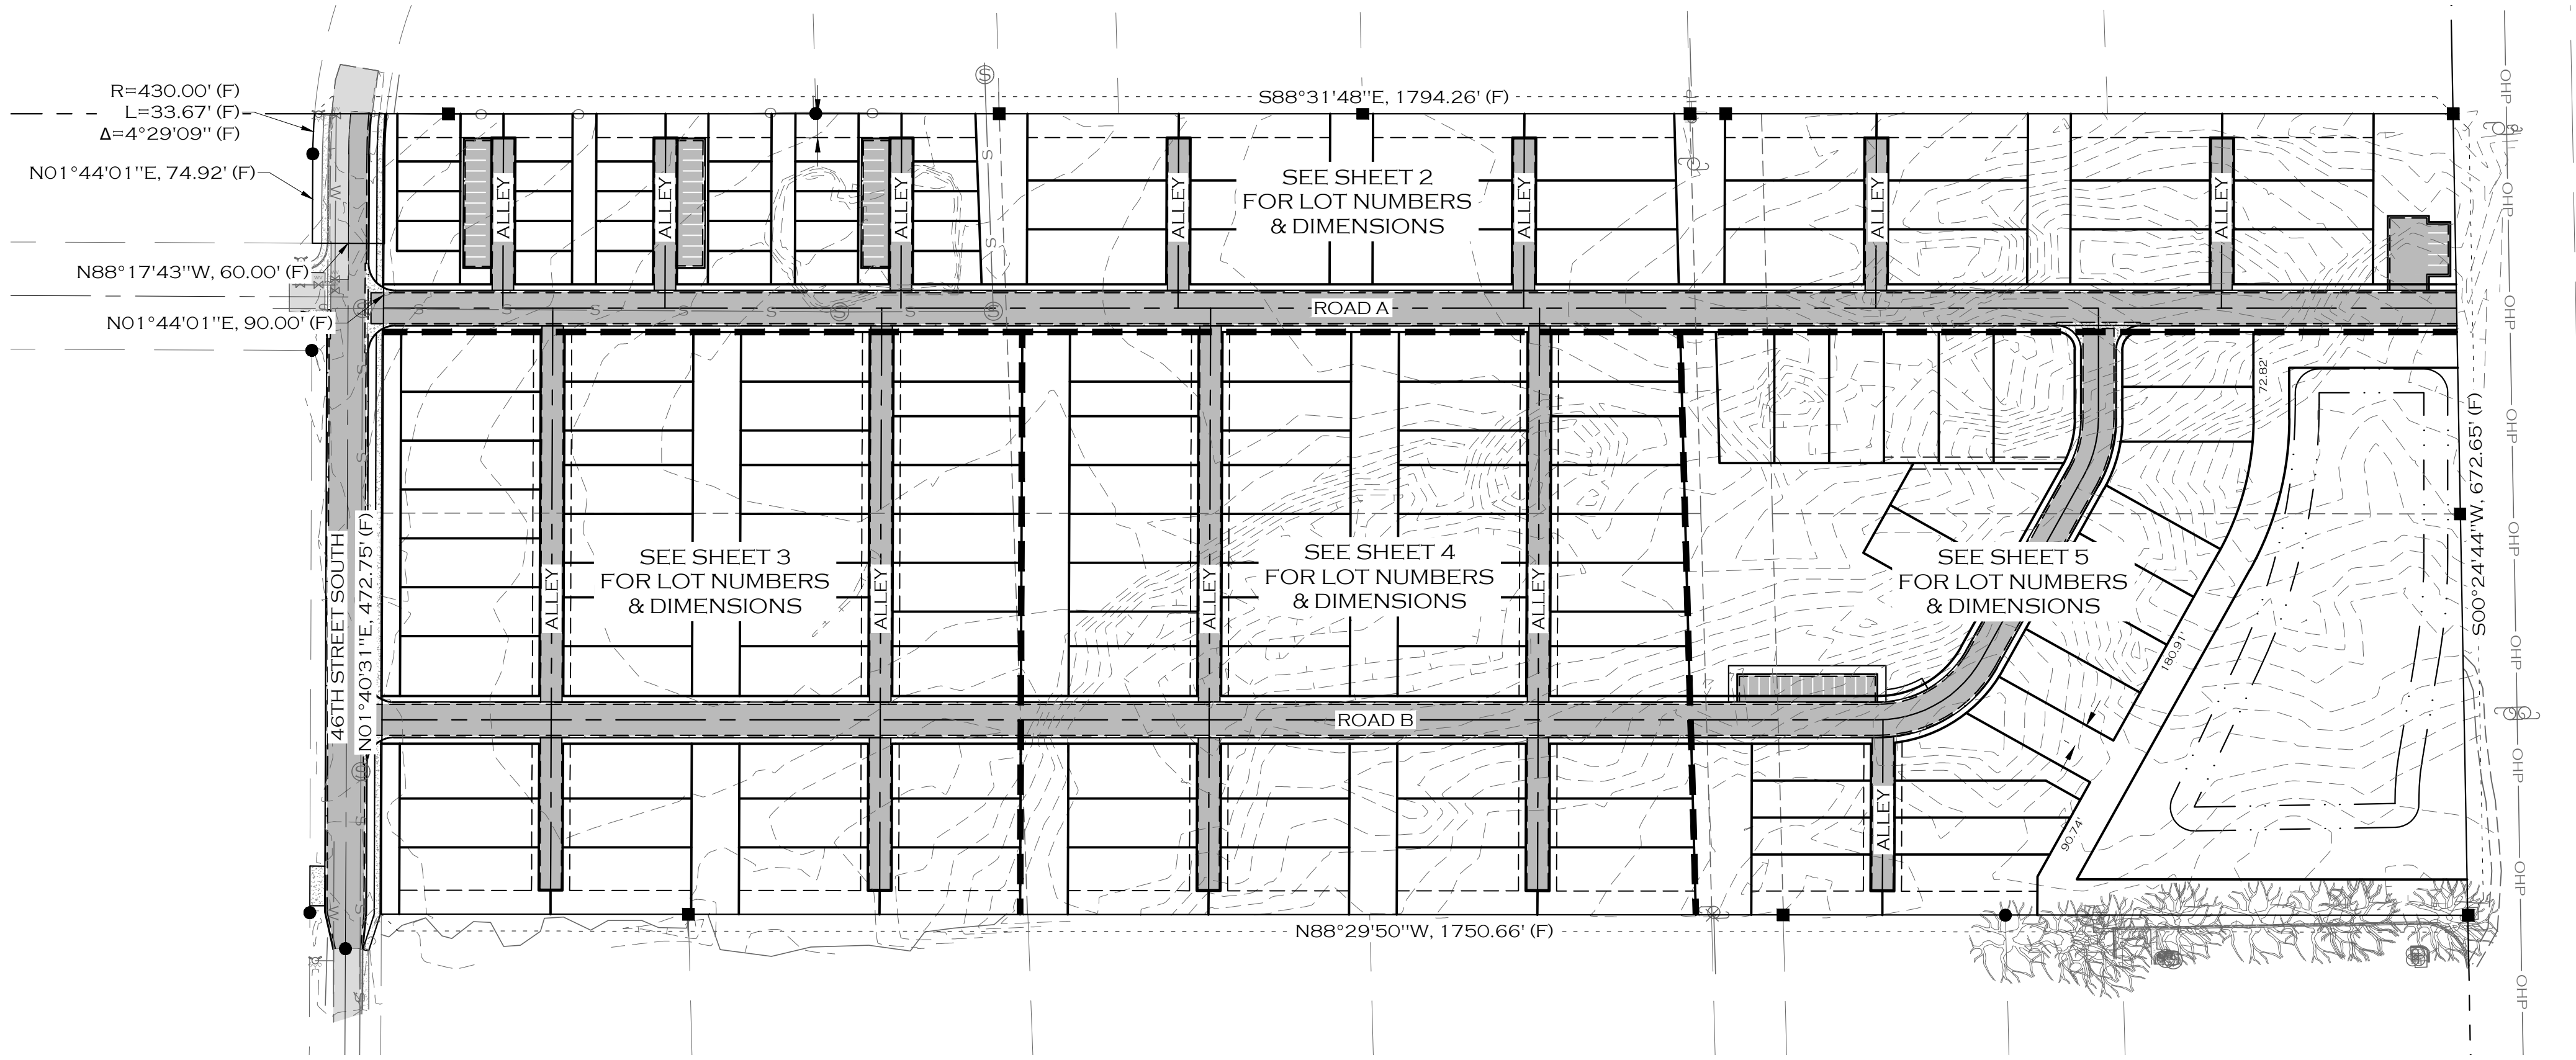 R=430.00' (F)
L=33.67' (F)
Δ=4°29'09" (F)
N01°44'01"E, 74.92' (F)
N88°17'43"W, 60.00' (F)
N01°44'01"E, 90.00' (F)
S88°31'48"E, 1794.26' (F)
ALLEY
ALLEY
ALLEY
ALLEY
ALLEY
ALLEY
ALLEY
SEE SHEET 2
FOR LOT NUMBERS
& DIMENSIONS
ROAD A
46TH STREET SOUTH
N01°40'31"E, 472.75' (F)
ALLEY
SEE SHEET 3
FOR LOT NUMBERS
& DIMENSIONS
ALLEY
ALLEY
SEE SHEET 4
FOR LOT NUMBERS
& DIMENSIONS
ALLEY
SEE SHEET 5
FOR LOT NUMBERS
& DIMENSIONS
72.82'
180.91'
90.74'
S00°24'44"W, 672.65' (F)
ROAD B
ALLEY
N88°29'50"W, 1750.66' (F)
OHP
OHP
OHP
OHP
OHP
OHP
OHP
OHP
OHP
S
S
S
S
S
S
S
S
W
W